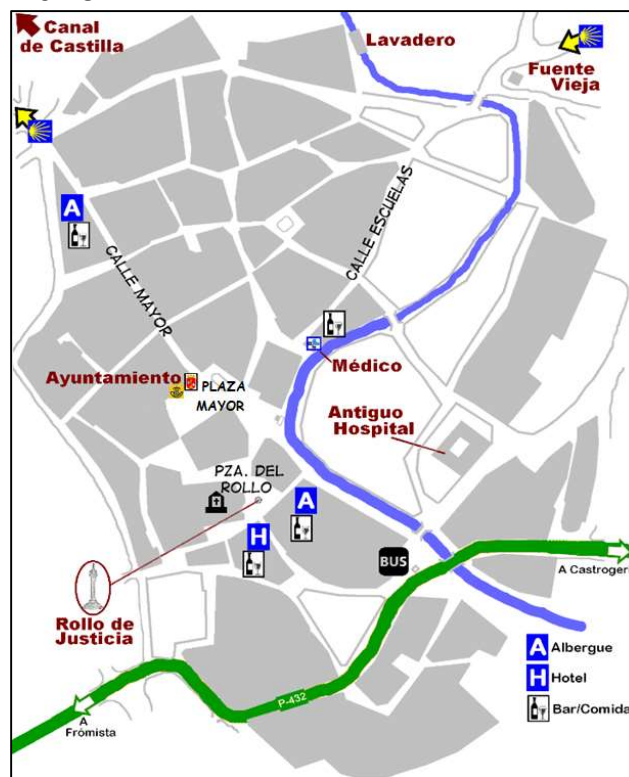 Canal
de Castilla
Lavadero
Fuente
Vieja
A
CALLE MAYOR
CALLE ESCUELAS
Médico
Ayuntamiento
PLAZA
MAYOR
Antiguo
Hospital
PZA. DEL
ROLLO
A
H
BUS
A Castrogeri
Rollo de
Justicia
P-432
A
Frómista
A Albergue
H Hotel
Bar/Comida